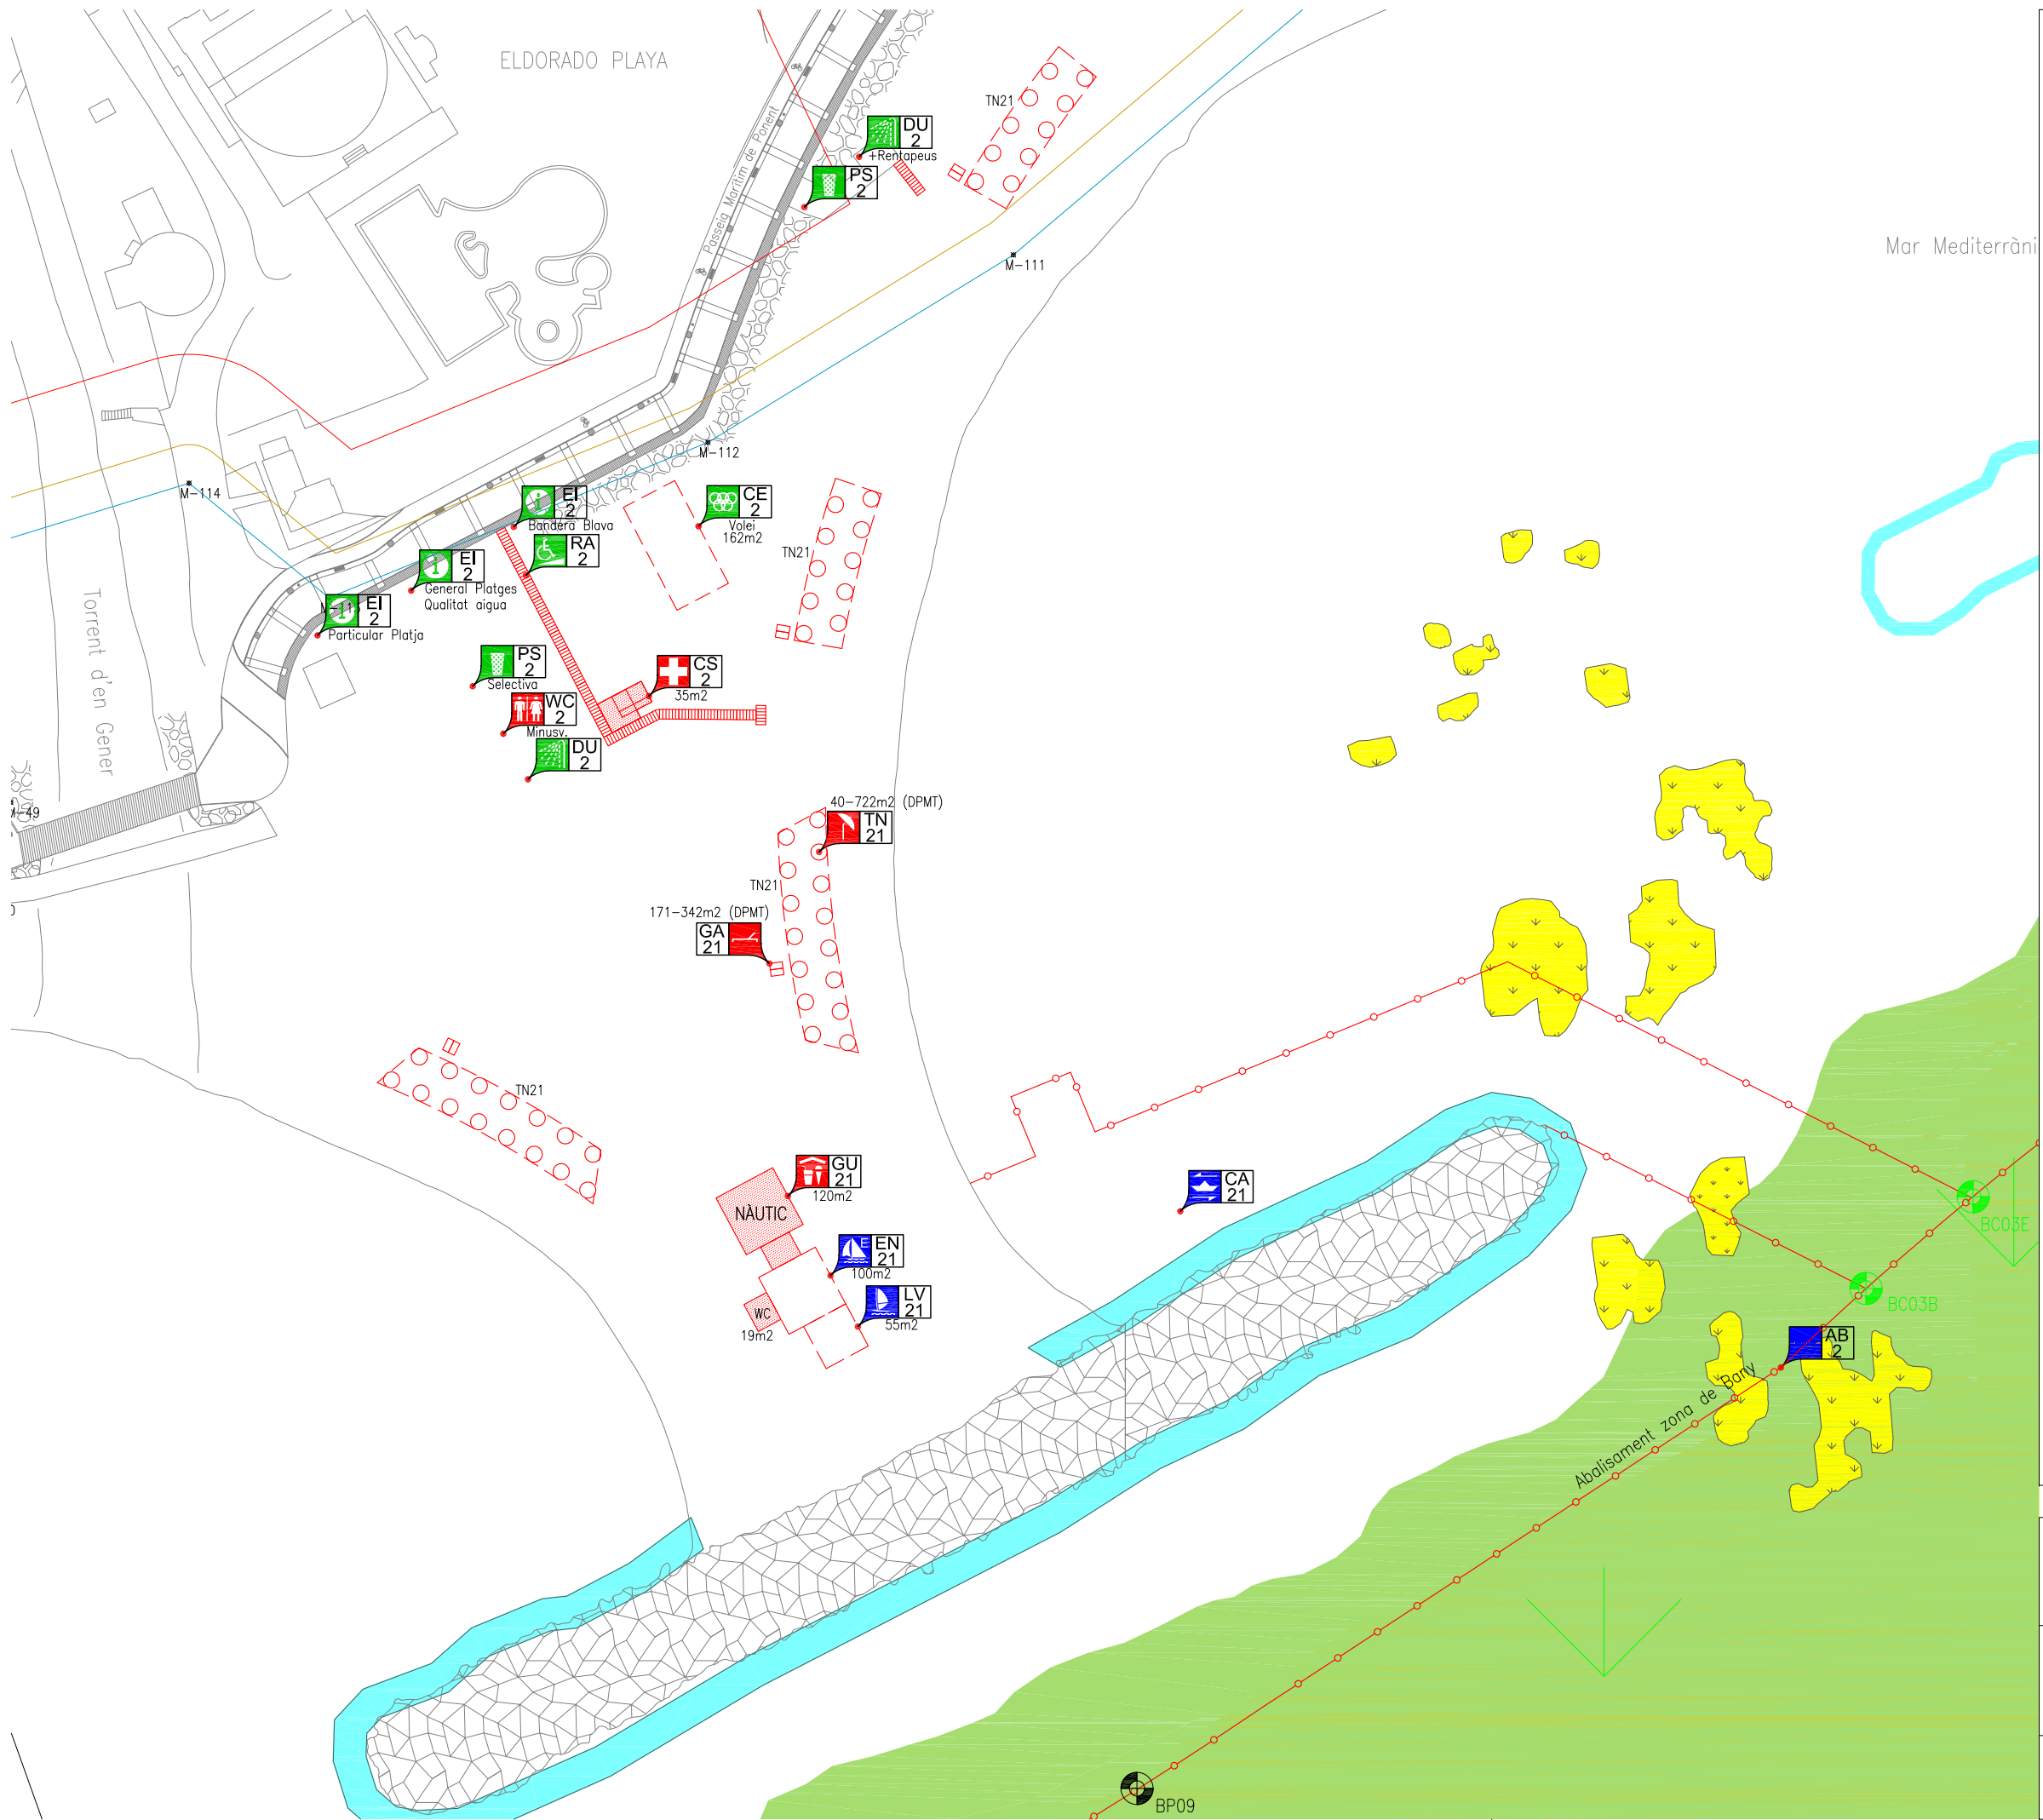 ELDORADO PLAYA
Passeig Marítim de Ponent
TN21
DU
2
+Rentapeus
PS
2
Mar Mediterràni
M-111
M-112
M-114
EI
2
Bandera Blava
CE
2
Volei
162m2
RA
2
TN21
EI
2
General Platges
Qualitat aigua
EI
2
Particular Platja
Torrent d'en Gener
PS
2
Selectiva
CS
2
35m2
WC
2
Minusv.
DU
2
M-49
40-722m2 (DPMT)
TN
21
TN21
171-342m2 (DPMT)
GA
21
TN21
GU
21
120m2
NÀUTIC
CA
21
EN
21
100m2
LV
21
55m2
WC
19m2
BC03E
BC03B
AB
2
Abalisament zona de Bany
BP09